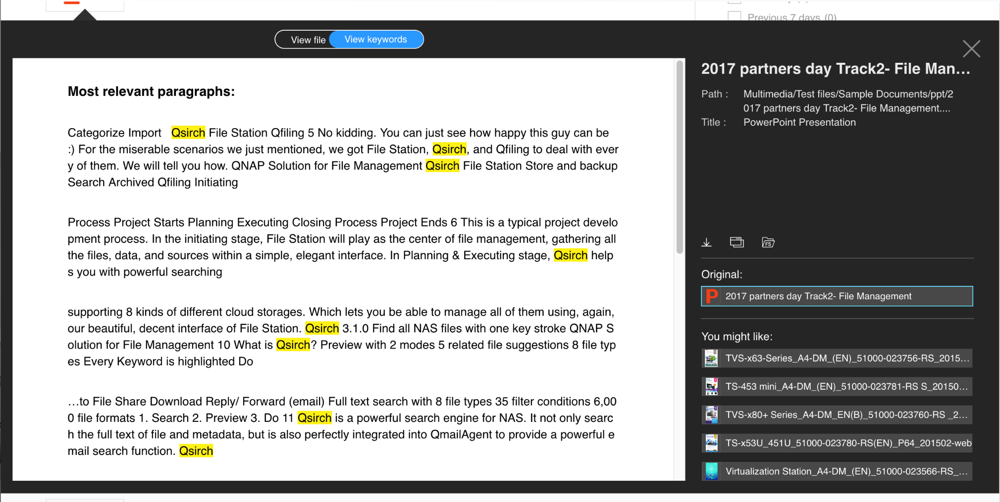 Previous 7 days (0)
View file
View keywords
2017 partners day Track2- File Man...
Path :
Multimedia/Test files/Sample Documents/ppt/2
017 partners day Track2- File Management....
Title :
PowerPoint Presentation
Most relevant paragraphs:
Categorize Import Qsirch File Station Qfiling 5 No kidding. You can just see how happy this guy can be
:) For the miserable scenarios we just mentioned, we got File Station, Qsirch, and Qfiling to deal with ever
y of them. We will tell you how. QNAP Solution for File Management Qsirch File Station Store and backup
Search Archived Qfiling Initiating
Process Project Starts Planning Executing Closing Process Project Ends 6 This is a typical project develo
pment process. In the initiating stage, File Station will play as the center of file management, gathering all
the files, data, and sources within a simple, elegant interface. In Planning & Executing stage, Qsirch help
s you with powerful searching
supporting 8 kinds of different cloud storages. Which lets you be able to manage all of them using, again,
our beautiful, decent interface of File Station. Qsirch 3.1.0 Find all NAS files with one key stroke QNAP S
olution for File Management 10 What is Qsirch? Preview with 2 modes 5 related file suggestions 8 file typ
es Every Keyword is highlighted Do
...to File Share Download Reply/ Forward (email) Full text search with 8 file types 35 filter conditions 6,00
0 file formats 1. Search 2. Preview 3. Do 11 Qsirch is a powerful search engine for NAS. It not only searc
h the full text of file and metadata, but is also perfectly integrated into QmailAgent to provide a powerful e
mail search function. Qsirch
FS
Original:
P
2017 partners day Track2- File Management
You might like:
TVS-x63-Series_A4-DM_(EN)_51000-023756-RS_2015...
TS-453 mini_A4-DM_(EN)_51000-023781-RS S_20150...
TVS-x80+ Series_A4-DM_EN(B)_51000-023760-RS _2...
TS-x53U_451U_51000-023780-RS(EN)_P64_201502-web
Virtualization Station_A4-DM_(EN)_51000-023566-RS_...